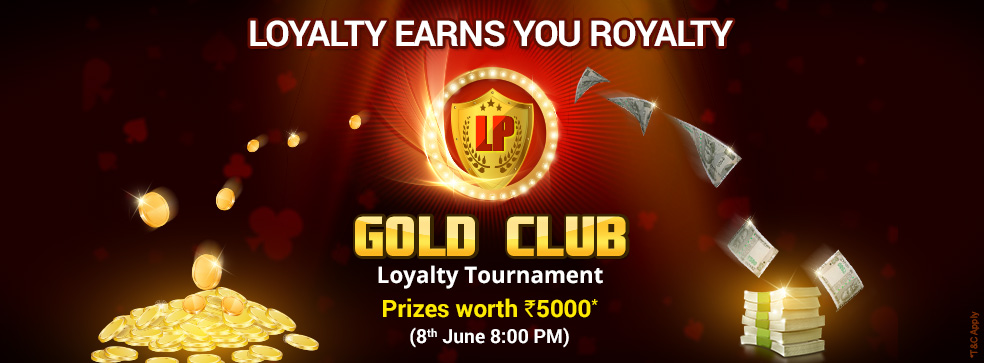 LOYALTY EARNS YOU ROYALTY
LP
GOLD CLUB
Loyalty Tournament
Prizes worth ₹5000*
(8th June 8:00 PM)
*T&C Apply